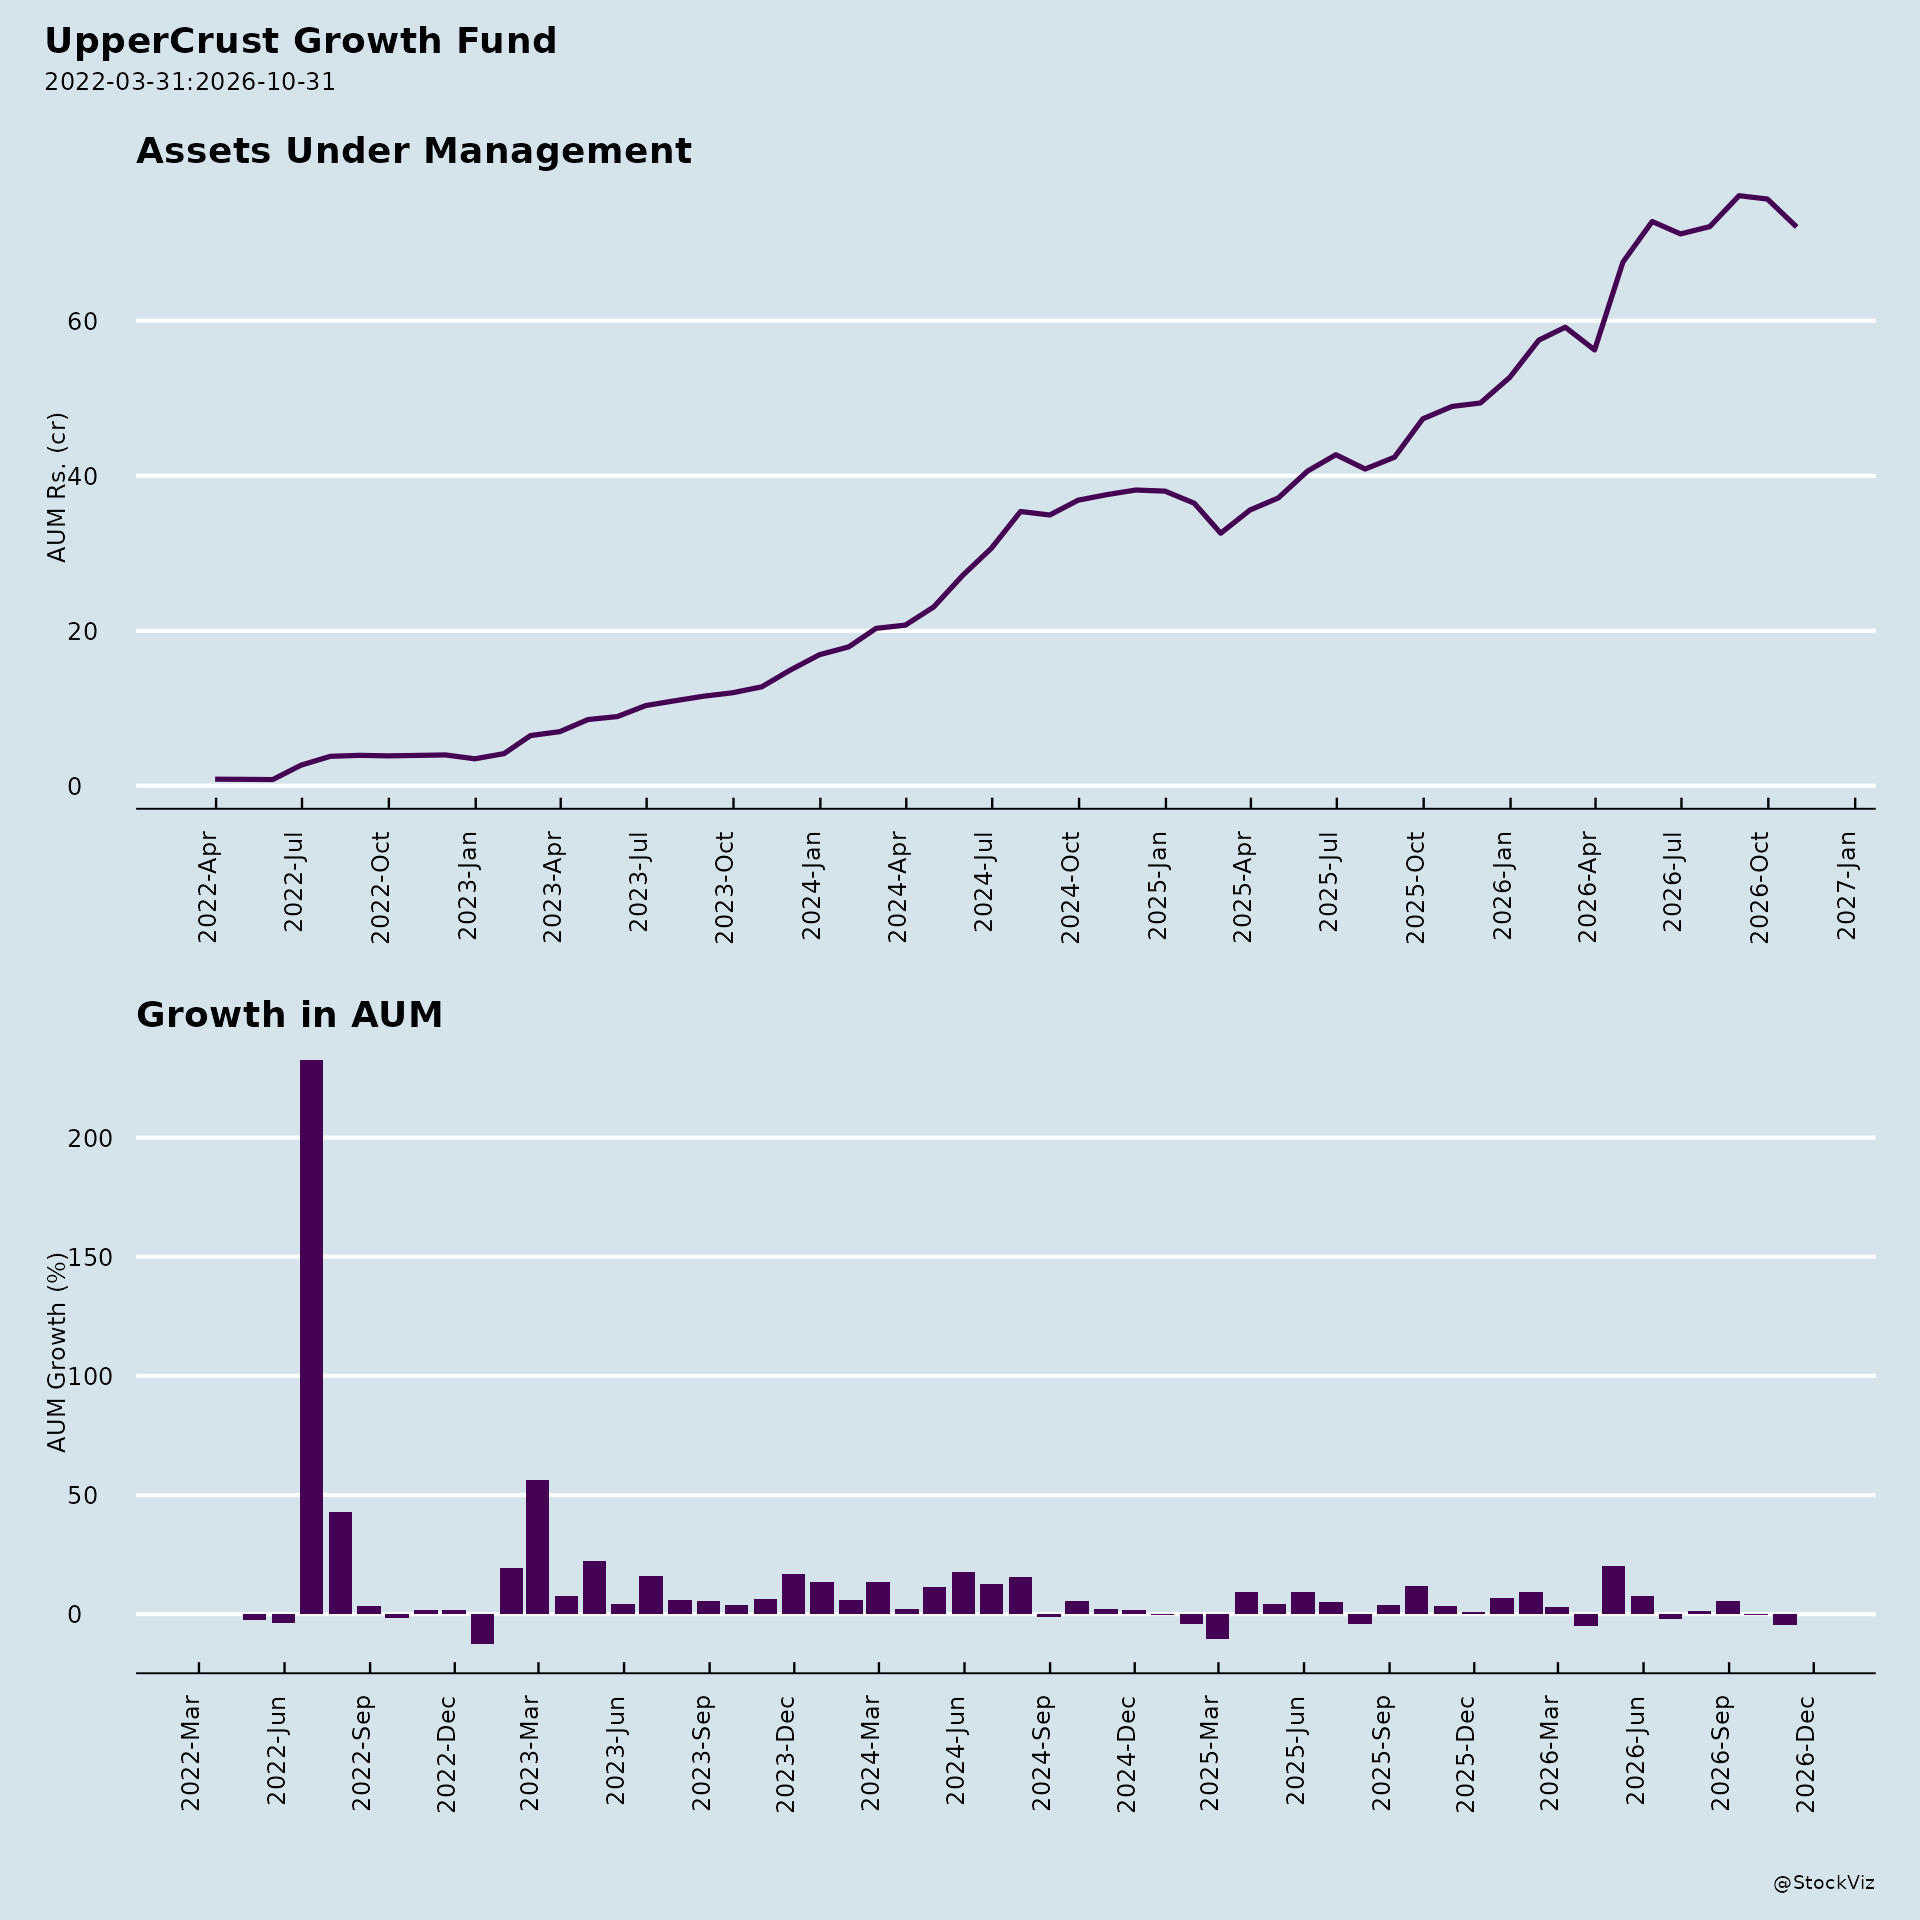 UpperCrust Growth Fund
2022-03-31:2026-10-31
Assets Under Management
AUM Rs. (cr)
60
40
20
0
2022-Apr
2022-Jul
2022-Oct
2023-Jan
2023-Apr
2023-Jul
2023-Oct
2024-Jan
2024-Apr
2024-Jul
2024-Oct
2025-Jan
2025-Apr
2025-Jul
2025-Oct
2026-Jan
2026-Apr
2026-Jul
2026-Oct
2027-Jan
Growth in AUM
AUM Growth (%)
200
150
100
50
0
2022-Mar
2022-Jun
2022-Sep
2022-Dec
2023-Mar
2023-Jun
2023-Sep
2023-Dec
2024-Mar
2024-Jun
2024-Sep
2024-Dec
2025-Mar
2025-Jun
2025-Sep
2025-Dec
2026-Mar
2026-Jun
2026-Sep
2026-Dec
@StockViz